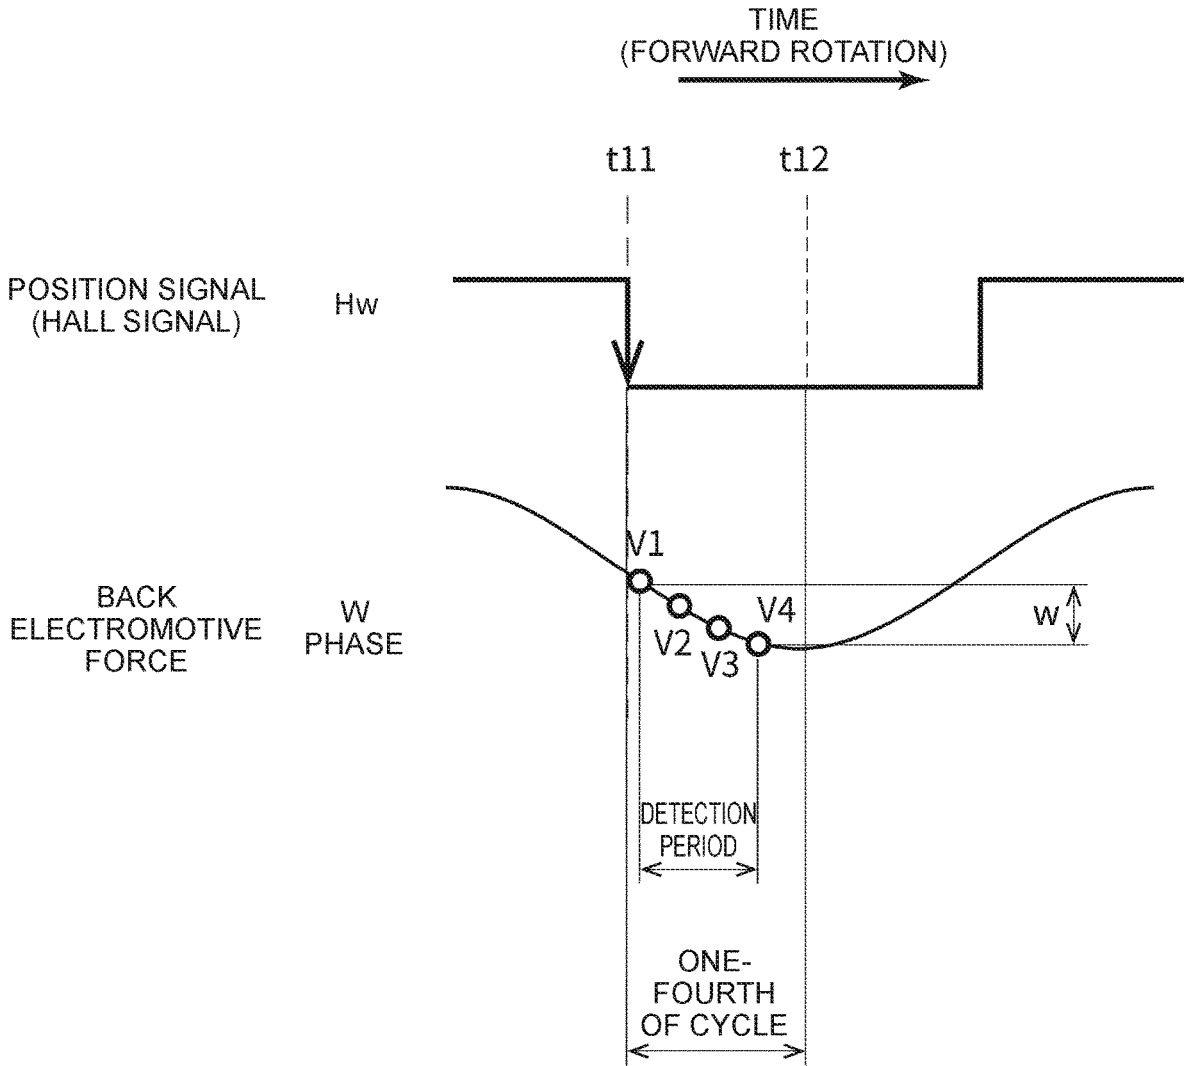 TIME
(FORWARD ROTATION)
t11
t12
POSITION SIGNAL
(HALL SIGNAL)
Hw
V1
V2
V3
V4
w
BACK
ELECTROMOTIVE
FORCE
W
PHASE
DETECTION
PERIOD
ONE-
FOURTH
OF CYCLE